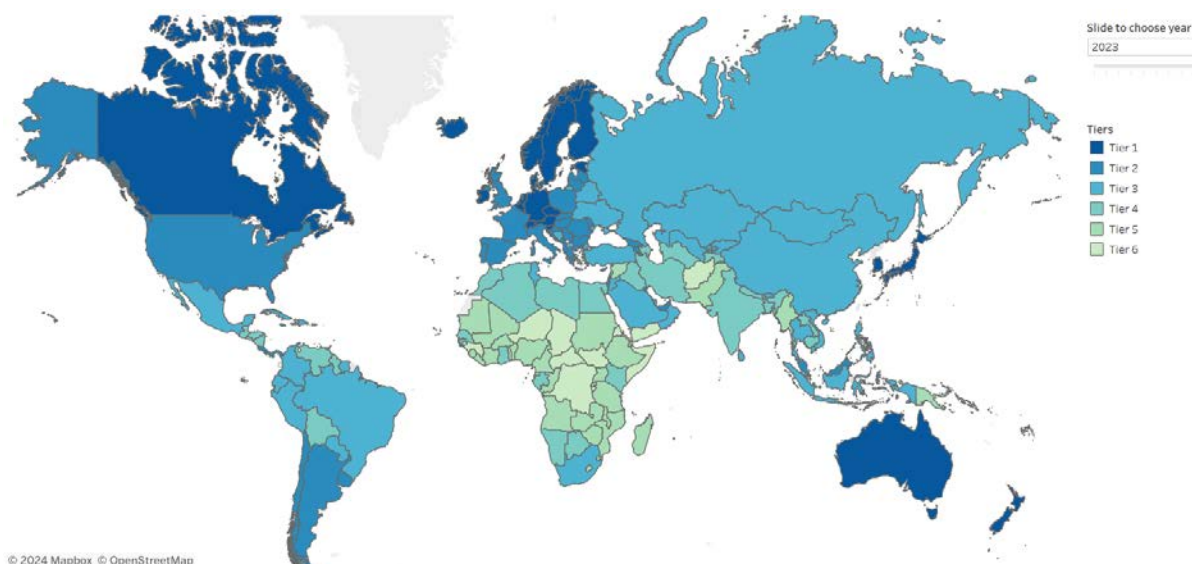 Slide to choose year
2023
Tiers
Tier 1
Tier 2
Tier 3
Tier 4
Tier 5
Tier 6
© 2024 Mapbox © OpenStreetMap